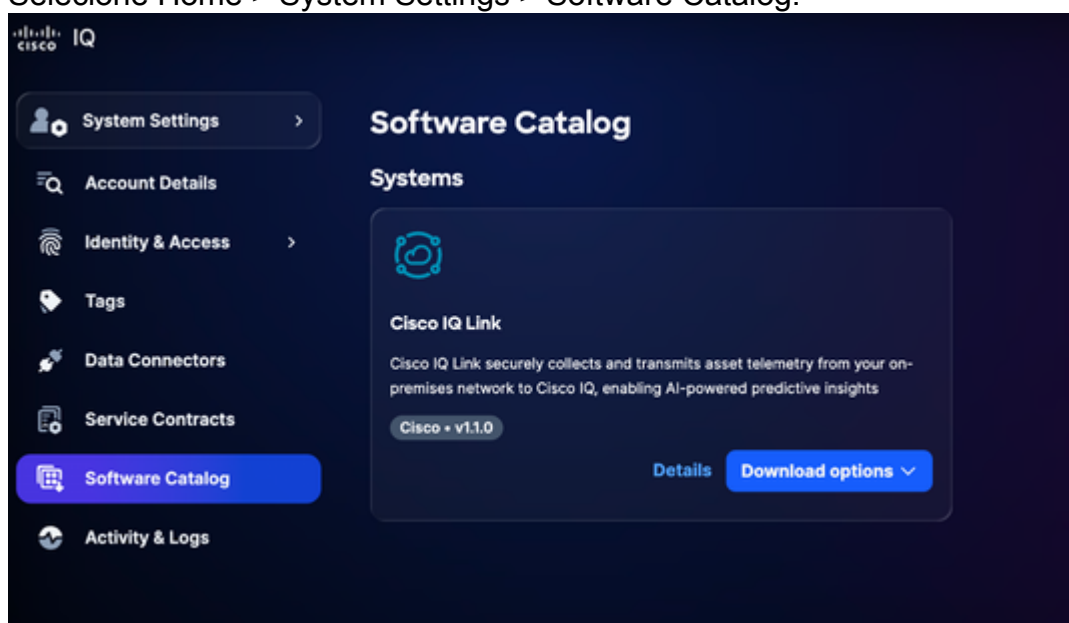 Selecione Home > System Settings > Software Catalog.
cisco IQ
System Settings
Account Details
Identity & Access
Tags
Data Connectors
Service Contracts
Software Catalog
Activity & Logs
Software Catalog
Systems
Cisco IQ Link
Cisco IQ Link securely collects and transmits asset telemetry from your on-
premises network to Cisco IQ, enabling AI-powered predictive insights
Cisco • v1.1.0
Details
Download options